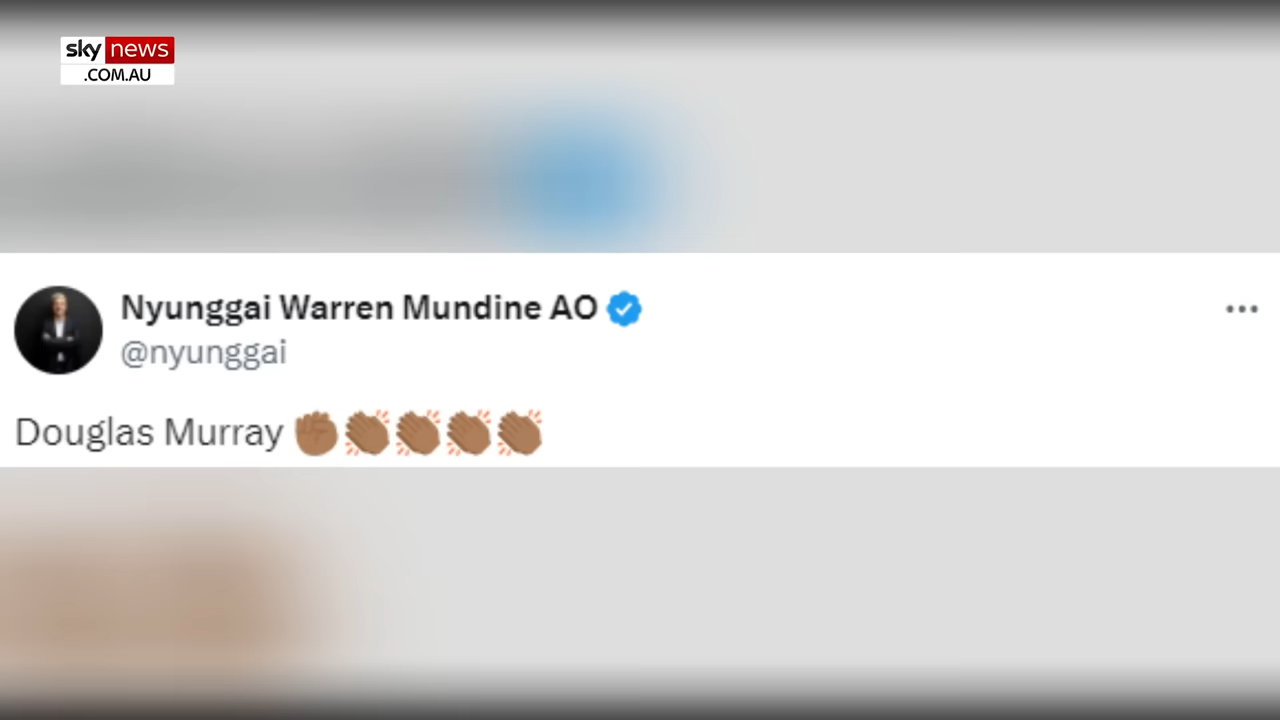 sky news
.COM.AU
Nyunggai Warren Mundine AO
@nyunggai
Douglas Murray ✊🏾👏🏾👏🏾👏🏾👏🏾